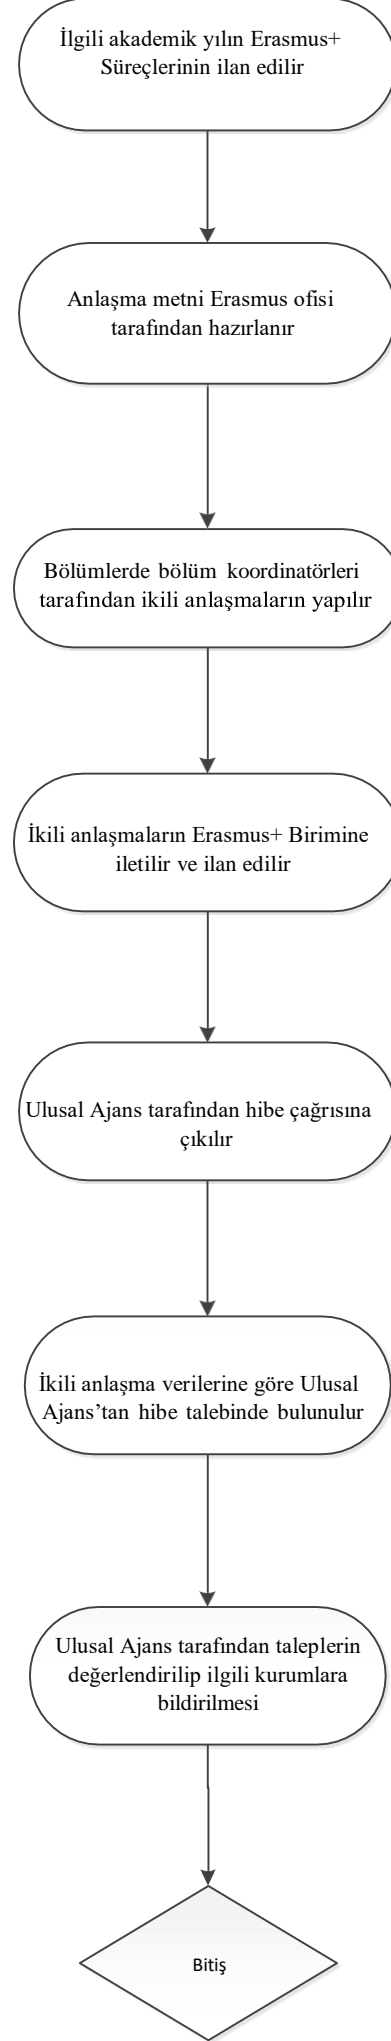 İlgili akademik yılın Erasmus+
Süreçlerinin ilan edilir
Anlaşma metni Erasmus ofisi
tarafından hazırlanır
Bölümlerde bölüm koordinatörleri
tarafından ikili anlaşmaların yapılır
İkili anlaşmaların Erasmus+ Birimine
iletilir ve ilan edilir
Ulusal Ajans tarafından hibe çağrısına
çıkılır
İkili anlaşma verilerine göre Ulusal
Ajans’tan hibe talebinde bulunulur
Ulusal Ajans tarafından taleplerin
değerlendirilip ilgili kurumlara
bildirilmesi
Bitiş